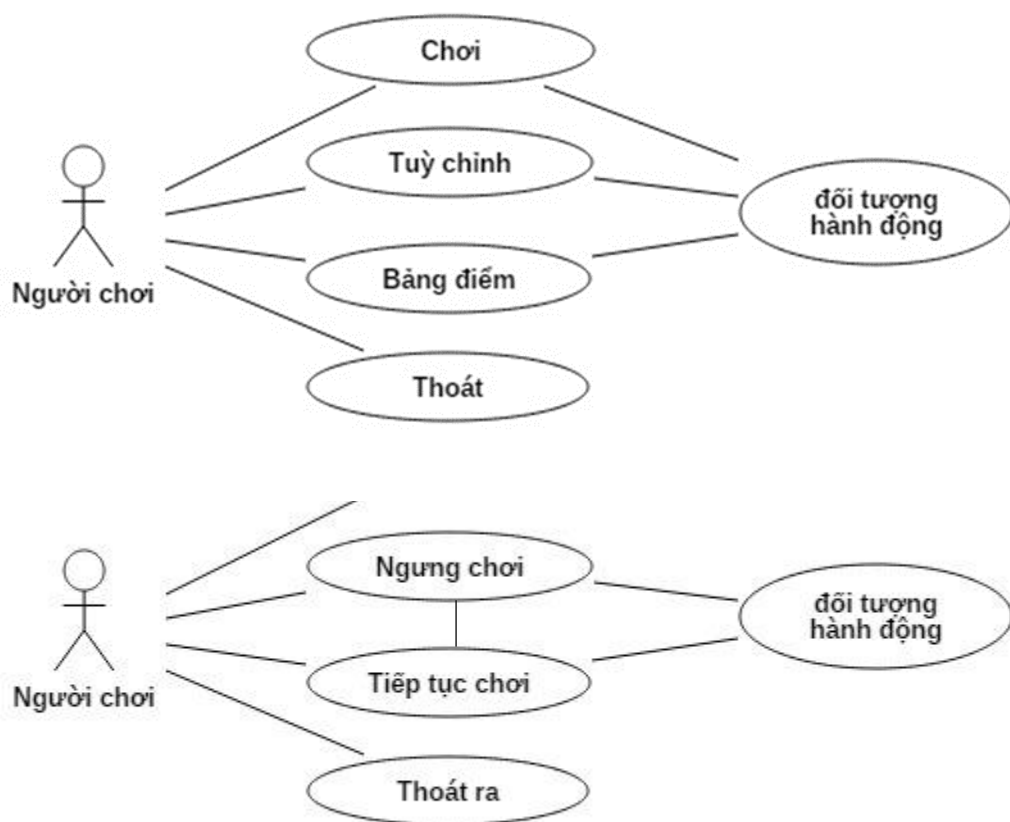 Chơi
Tuỳ chinh
đối tượng
hành động
Bảng điểm
Người chơi
Thoát
Ngưng chơi
đối tượng
hành động
Tiếp tục chơi
Người chơi
Thoát ra